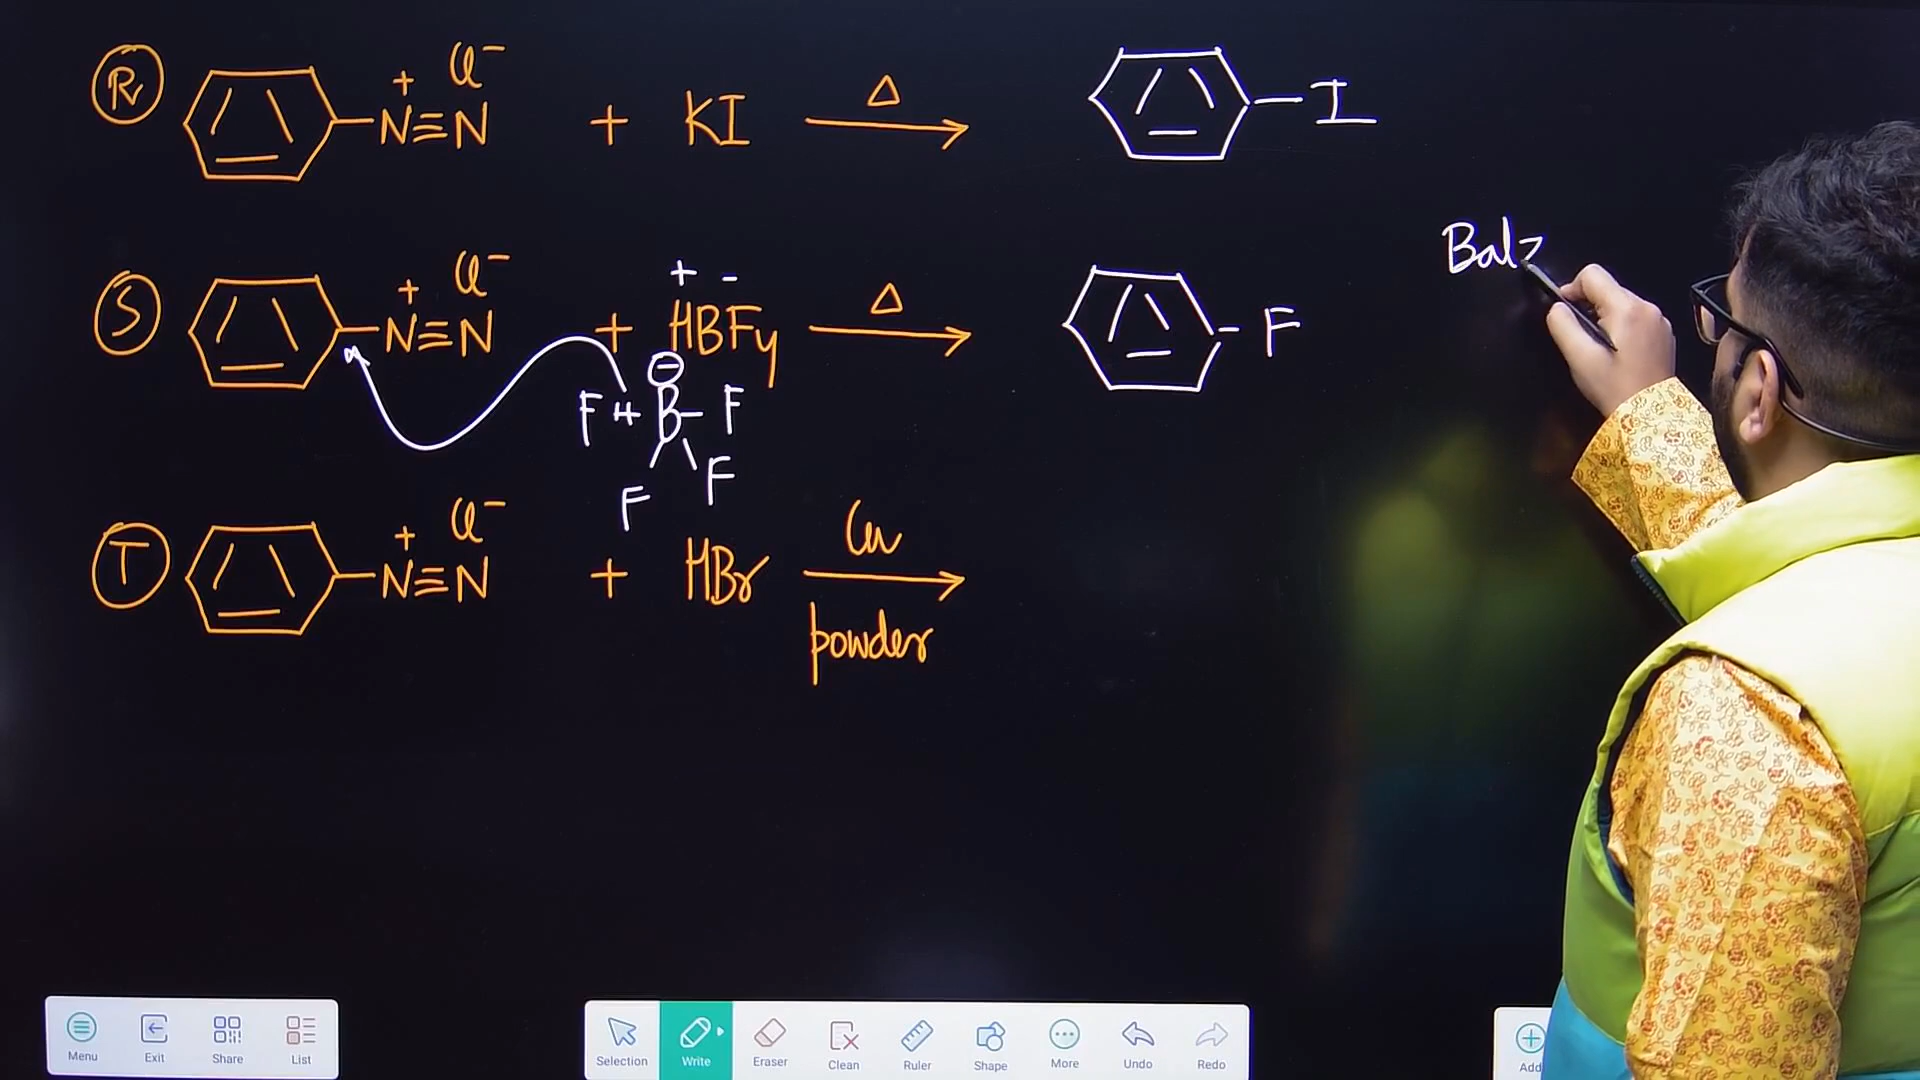 R
Cl⁻
+
N≡N + KI Δ → I
Balz
S
Cl⁻
+ + -
N≡N + HBF4 Δ → F
⊖
F B F
F F
T
Cl⁻
+ Cu
N≡N + HBr →
powder
Menu Exit Share List
Selection Write Eraser Clean Ruler Shape More Undo Redo
Add